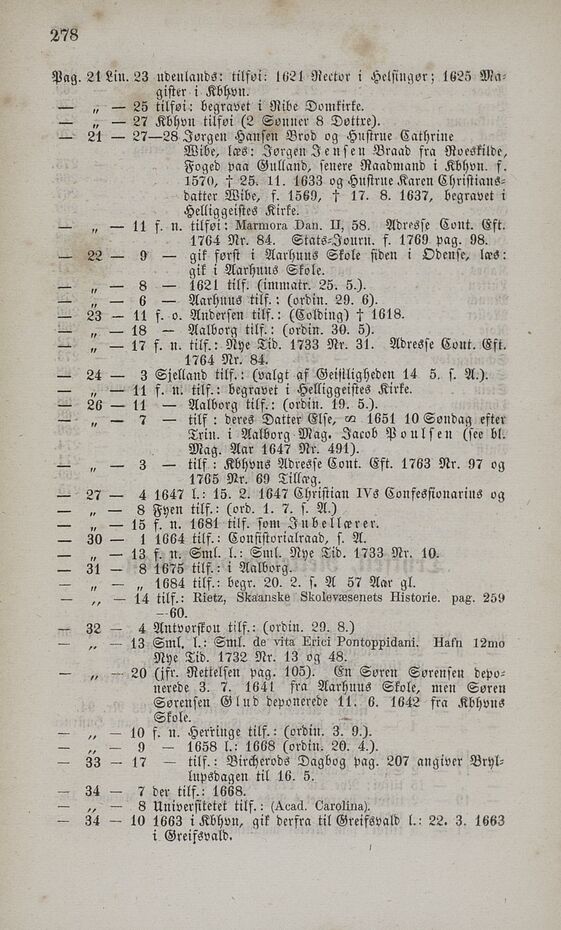 278
Pag. 21 Lin. 23 udenlands: tilføi: 1621 Rector i Helsingør; 1625 Ma-
gister i Kbhvn.
— „ — 25 tilføi: begravet i Ribe Domkirke.
— „ — 27 Kbhvn tilføi (2 Sønner 8 Døttre).
— 21 — 27—28 Jørgen Hansen Brod og Hustrue Cathrine
Wibe, læs: Jørgen Jensen Braad fra Roeskilde,
Foged paa Gulland, senere Raadmand i Kbhvn. f.
1570, † 25. 11. 1633 og Hustrue Karen Christians-
datter Wibe, f. 1569, † 17. 8. 1637, begravet i
Helliggeistes Kirke.
— „ — 11 f. n. tilføi: Marmora Dan. II, 58. Adresse Cont. Eft.
1764 Nr. 84. Stats-Journ. f. 1769 pag. 98.
— 22 — 9 — gik først i Aarhuus Skole siden i Odense, læs:
gik i Aarhuus Skole.
— „ — 8 — 1621 tilf. (immatr. 25. 5.).
— „ — 6 — Aarhuus tilf.: (ordin. 29. 6).
— 23 — 11 f. o. Andersen tilf.: (Colding) † 1618.
— „ — 18 — Aalborg tilf.: (ordin. 30. 5).
— „ — 17 f. n. tilf.: Nye Tid. 1733 Nr. 31. Adresse Cont. Eft.
1764 Nr. 84.
— 24 — 3 Sjelland tilf.: (valgt af Geistligheden 14 5. s. A.).
— „ — 11 f. n. tilf.: begravet i Helliggeistes Kirke.
— 26 — 11 — Aalborg tilf.: (ordin. 19. 5.).
— „ — 7 — tilf : deres Datter Else, ∞ 1651 10 Søndag efter
Trin. i Aalborg Mag. Jacob Poulsen (see bl.
Mag. Aar 1647 Nr. 491).
— „ — 3 — tilf : Kbhvns Adresse Cont. Eft. 1763 Nr. 97 og
1765 Nr. 69 Tillæg.
— 27 — 4 1647 l.: 15. 2. 1647 Christian IVs Confessionarius og
— „ — 8 Fyen tilf.: (ord. 1. 7. s. A.)
— „ — 15 f. n. 1681 tilf. som Jubellærer.
— 30 — 1 1664 tilf.: Consistorialraad, s. A.
— „ — 13 f. n. Sml. l.: Sml. Nye Tid. 1733 Nr. 10.
— 31 — 8 1675 tilf.: i Aalborg.
— „ — „ 1684 tilf.: begr. 20. 2. s. A 57 Aar gl.
— „ — 14 tilf.: Rietz, Skaanske Skolevæsenets Historie. pag. 259
—60.
— 32 — 4 Antvorskou tilf.: (ordin. 29. 8.)
— „ — 13 Sml. l.: Sml. de vita Erici Pontoppidani. Hafn 12mo
Nye Tid. 1732 Nr. 13 og 48.
— „ — 20 (jfr. Rettelsen pag. 105). En Søren Sørensen depo-
nerede 3. 7. 1641 fra Aarhuus Skole, men Søren
Sørensen Glud deponerede 11. 6. 1642 fra Kbhvns
Skole.
— „ — 10 f. n. Herringe tilf.: (ordin. 3. 9.).
— „ — 9 — 1658 l.: 1668 (ordin. 20. 4.).
— 33 — 17 — tilf.: Bircherods Dagbog pag. 207 angiver Bryl-
lupsdagen til 16. 5.
— 34 — 7 der tilf.: 1668.
— „ — 8 Universitetet tilf.: (Acad. Carolina).
— 34 — 10 1663 i Kbhvn, gik derfra til Greifsvald l.: 22. 3. 1663
i Greifsvald.